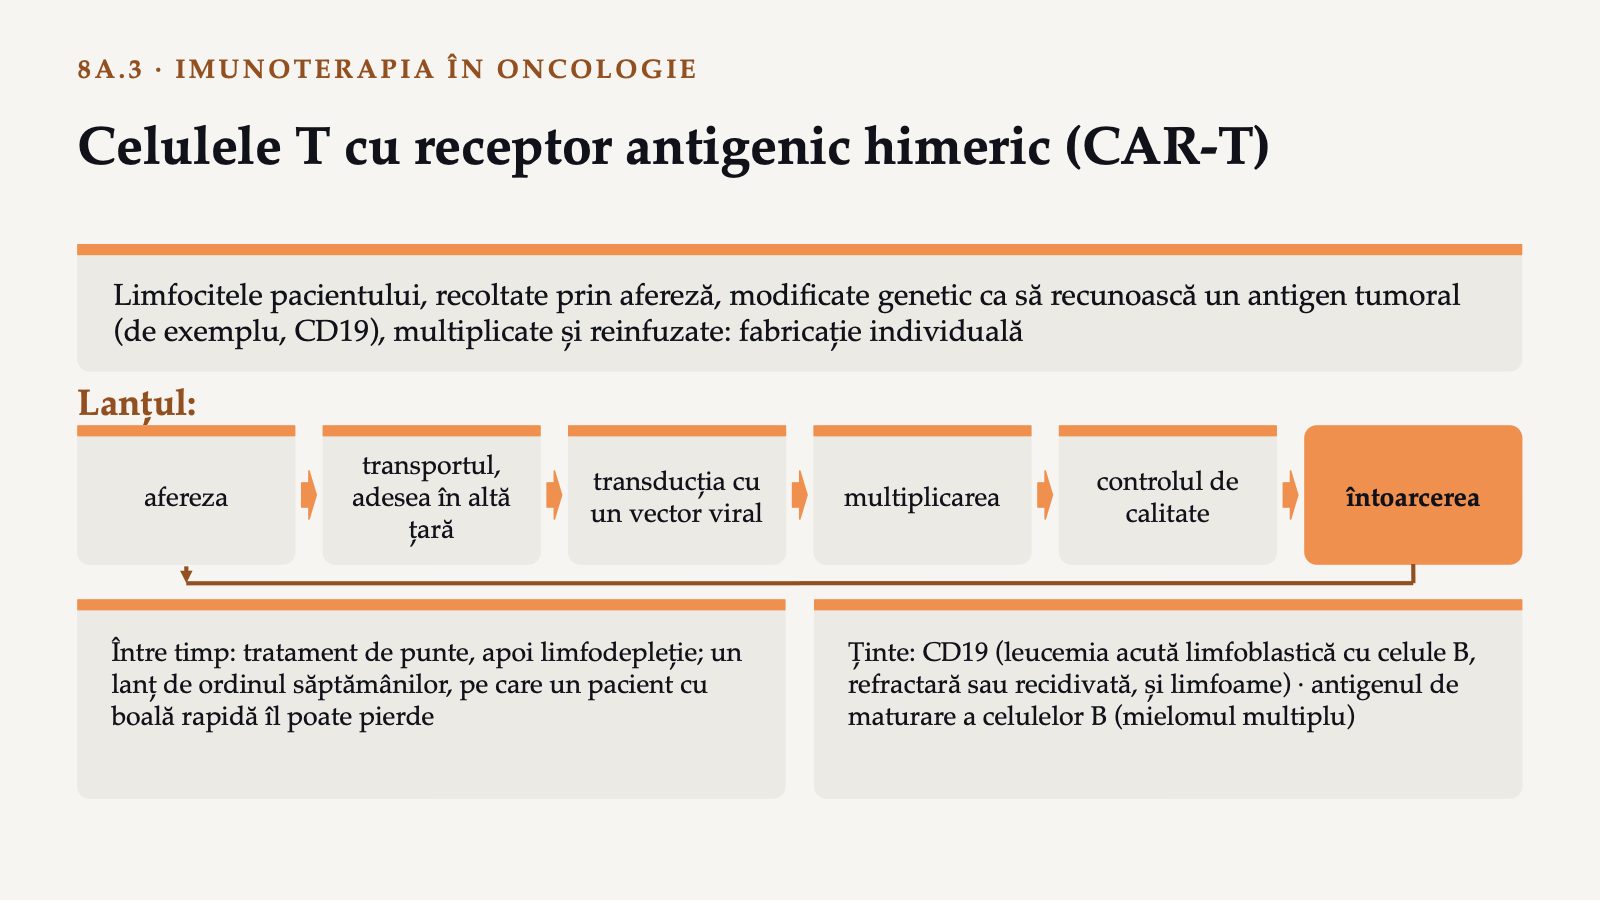 8A.3 · IMUNOTERAPIA ÎN ONCOLOGIE
Celulele T cu receptor antigenic himeric (CAR-T)
Limfocitele pacientului, recoltate prin afereză, modificate genetic ca să recunoască un antigen tumoral
(de exemplu, CD19), multiplicate și reinfuzate: fabricație individuală
Lanțul:
afereza
transportul,
adesea în altă
țară
transducția cu
un vector viral
multiplicarea
controlul de
calitate
întoarcerea
Între timp: tratament de punte, apoi limfodepleție; un
lanț de ordinul săptămânilor, pe care un pacient cu
boală rapidă îl poate pierde
Ținte: CD19 (leucemia acută limfoblastică cu celule B,
refractară sau recidivată, și limfoame) · antigenul de
maturare a celulelor B (mielomul multiplu)